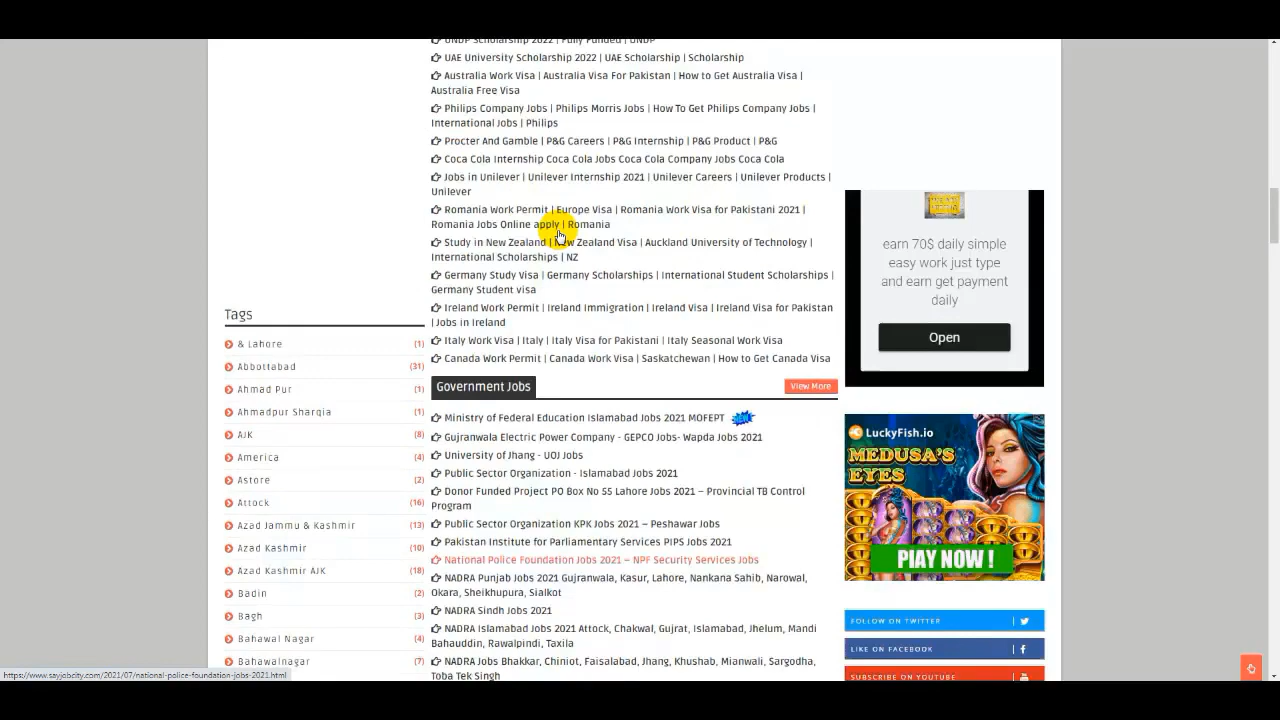 UNDP Scholarship 2022 | Fully Funded | UNDP
UAE University Scholarship 2022 | UAE Scholarship | Scholarship
Australia Work Visa | Australia Visa For Pakistan | How to Get Australia Visa |
Australia Free Visa
Philips Company Jobs | Philips Morris Jobs | How To Get Philips Company Jobs |
International Jobs | Philips
Procter And Gamble | P&G Careers | P&G Internship | P&G Product | P&G
Coca Cola Internship Coca Cola Jobs Coca Cola Company Jobs Coca Cola
Jobs in Unilever | Unilever Internship 2021 | Unilever Careers | Unilever Products |
Unilever
Romania Work Permit | Europe Visa | Romania Work Visa for Pakistani 2021 |
Romania Jobs Online apply | Romania
Study in New Zealand | New Zealand Visa | Auckland University of Technology |
International Scholarships | NZ
Germany Study Visa | Germany Scholarships | International Student Scholarships |
Germany Student visa
Ireland Work Permit | Ireland Immigration | Ireland Visa | Ireland Visa for Pakistan
| Jobs in Ireland
Italy Work Visa | Italy | Italy Visa for Pakistani | Italy Seasonal Work Visa
Canada Work Permit | Canada Work Visa | Saskatchewan | How to Get Canada Visa
Government Jobs
View More
Ministry of Federal Education Islamabad Jobs 2021 MOFEPT
Gujranwala Electric Power Company - GEPCO Jobs- Wapda Jobs 2021
University of Jhang - UOJ Jobs
Public Sector Organization - Islamabad Jobs 2021
Donor Funded Project PO Box No 55 Lahore Jobs 2021 – Provincial TB Control
Program
Public Sector Organization KPK Jobs 2021 – Peshawar Jobs
Pakistan Institute for Parliamentary Services PIPS Jobs 2021
National Police Foundation Jobs 2021 – NPF Security Services Jobs
NADRA Punjab Jobs 2021 Gujranwala, Kasur, Lahore, Nankana Sahib, Narowal,
Okara, Sheikhupura, Sialkot
NADRA Sindh Jobs 2021
NADRA Islamabad Jobs 2021 Attock, Chakwal, Gujrat, Islamabad, Jhelum, Mandi
Bahauddin, Rawalpindi, Taxila
NADRA Jobs Bhakkar, Chiniot, Faisalabad, Jhang, Khushab, Mianwali, Sargodha,
Toba Tek Singh
Tags
& Lahore (1)
Abbottabad (31)
Ahmad Pur (1)
Ahmadpur Sharqia (1)
AJK (8)
America (4)
Astore (2)
Attock (16)
Azad Jammu & Kashmir (13)
Azad Kashmir (10)
Azad Kashmir AJK (18)
Badin (2)
Bagh (3)
Bahawal Nagar (4)
Bahawalnagar (7)
earn 70$ daily simple
easy work just type
and earn get payment
daily
Open
LuckyFish.io
MEDUSA'S
EYES
PlAY NOW !
FOLLOW ON TWITTER
LIKE ON FACEBOOK
SUBSCRIBE ON YOUTUBE
https://www.sayjobcity.com/2021/07/national-police-foundation-jobs-2021.html